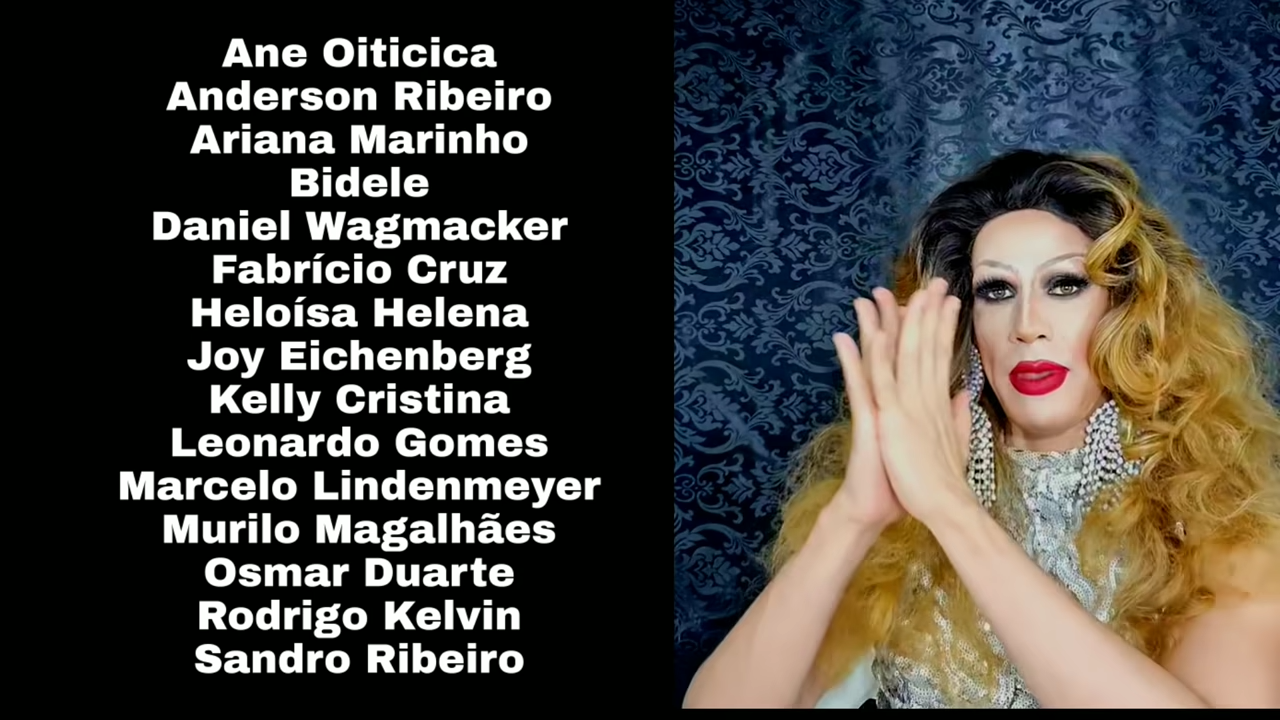 Ane Oiticica
Anderson Ribeiro
Ariana Marinho
Bidele
Daniel Wagmacker
Fabrício Cruz
Heloísa Helena
Joy Eichenberg
Kelly Cristina
Leonardo Gomes
Marcelo Lindenmeyer
Murilo Magalhães
Osmar Duarte
Rodrigo Kelvin
Sandro Ribeiro